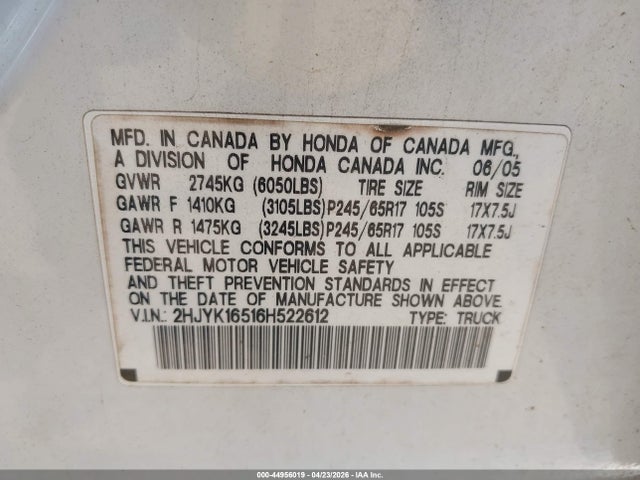 MFD. IN CANADA BY HONDA OF CANADA MFG.,
A DIVISION OF HONDA CANADA INC. 06/05
GVWR 2745KG (6050LBS) TIRE SIZE RIM SIZE
GAWR F 1410KG (3105LBS) P245/65R17 105S 17X7.5J
GAWR R 1475KG (3245LBS) P245/65R17 105S 17X7.5J
THIS VEHICLE CONFORMS TO ALL APPLICABLE
FEDERAL MOTOR VEHICLE SAFETY
AND THEFT PREVENTION STANDARDS IN EFFECT
ON THE DATE OF MANUFACTURE SHOWN ABOVE.
V.I.N.: 2HJYK16516H522612 TYPE: TRUCK
000-44956019 - 04/23/2026 - IAA Inc.